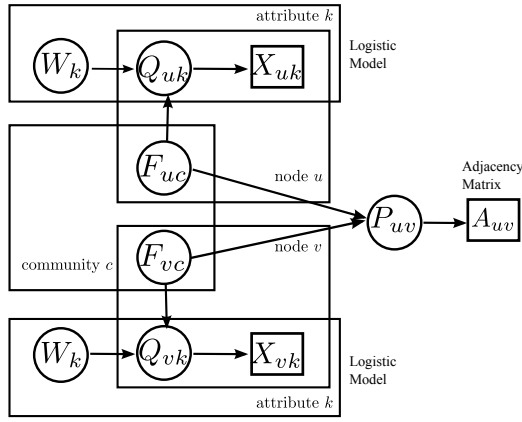 attribute k
W_k
Q_uk
X_uk
Logistic
Model
F_uc
node u
Adjacency
Matrix
P_uv
A_uv
F_vc
node v
community c
W_k
Q_vk
X_vk
Logistic
Model
attribute k